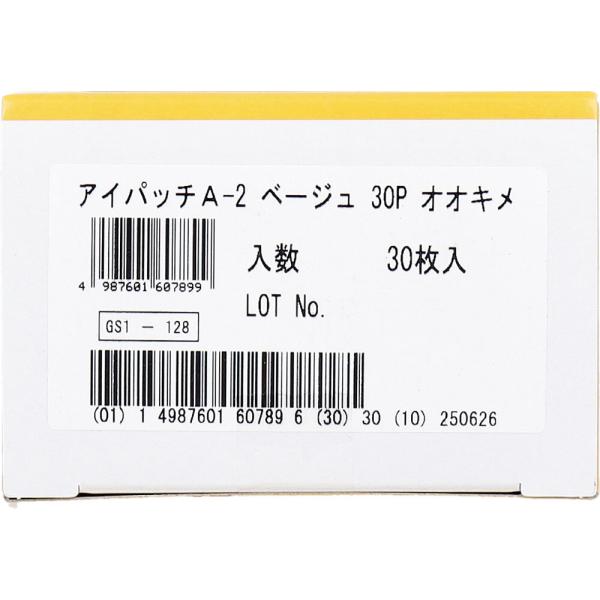 アイパッチA-2 ベージュ 30P オオキメ
入数 30枚入
4 987601 607899
LOT No.
GS1 - 128
(01) 1 4987601 60789 6 (30) 30 (10) 250626